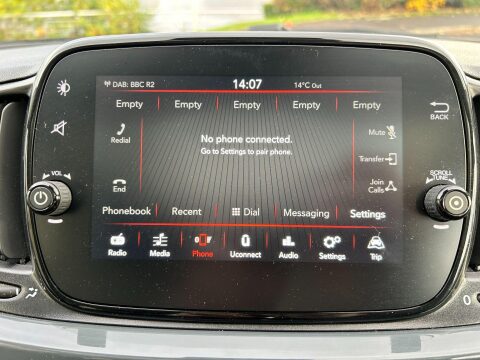 DAB: BBC R2 14:07 14°C Out
Empty Empty Empty Empty Empty
BACK
Redial
No phone connected.
Go to Settings to pair phone.
Mute
Transfer
VOL
SCROLL
TUNE
End
Join
Calls
Phonebook Recent Dial Messaging Settings
Radio Media Phone Uconnect Audio Settings Trip
0